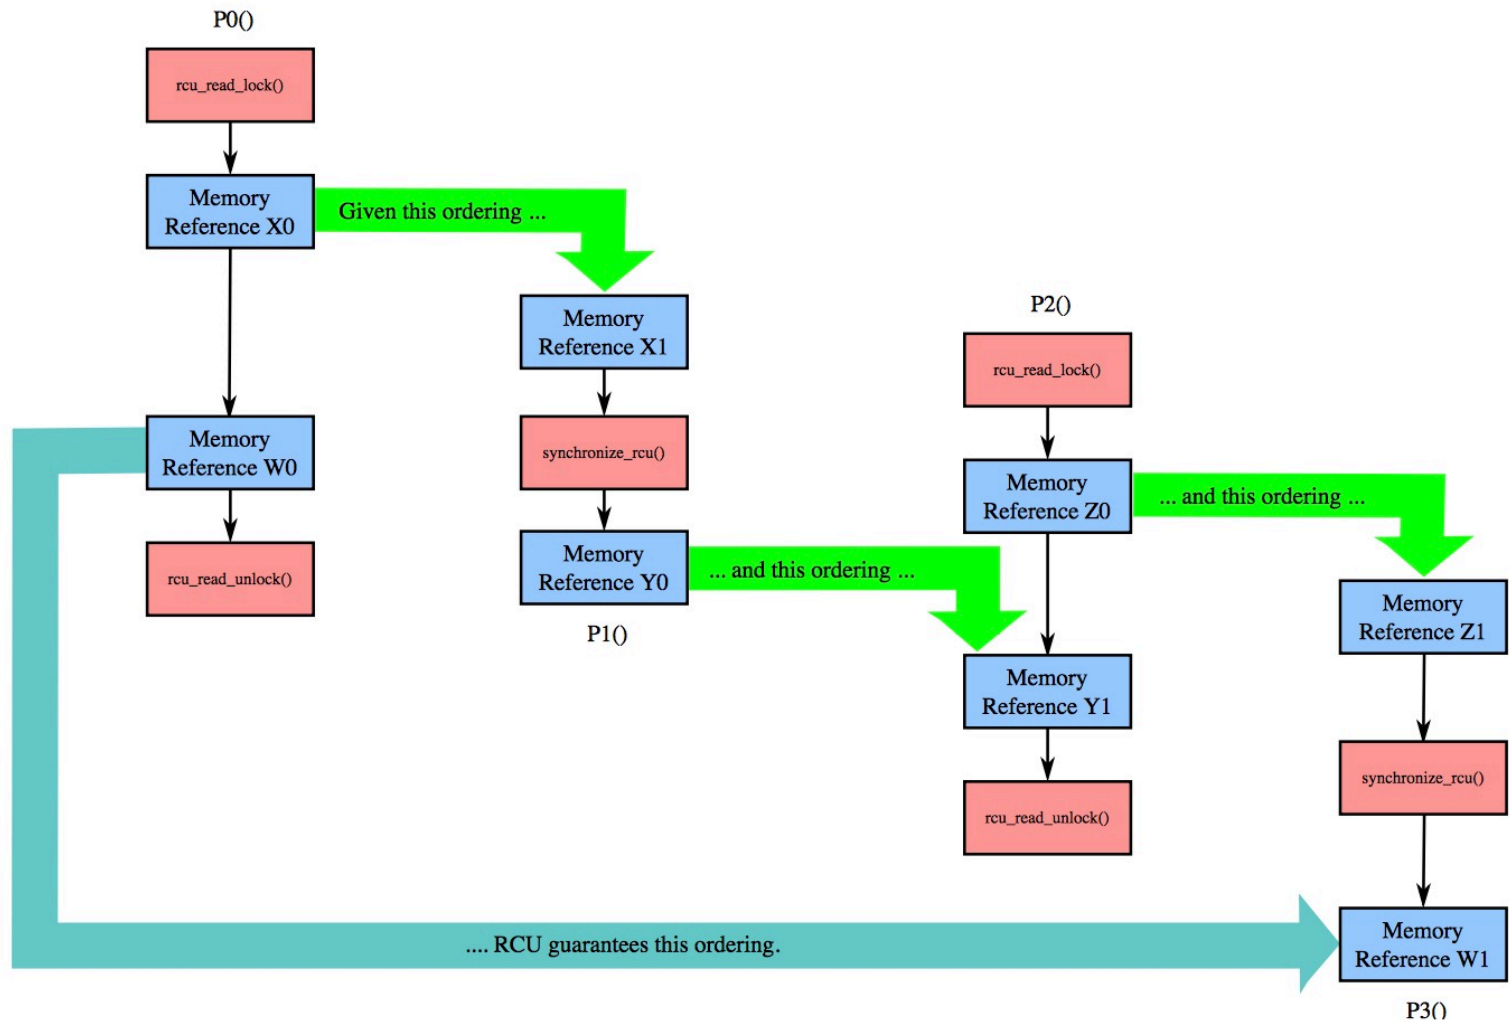 P0()
rcu_read_lock()
Memory
Reference X0
Given this ordering ...
Memory
Reference W0
rcu_read_unlock()
Memory
Reference X1
synchronize_rcu()
Memory
Reference Y0
P1()
... and this ordering ...
P2()
rcu_read_lock()
Memory
Reference Z0
... and this ordering ...
Memory
Reference Y1
rcu_read_unlock()
Memory
Reference Z1
synchronize_rcu()
Memory
Reference W1
P3()
.... RCU guarantees this ordering.